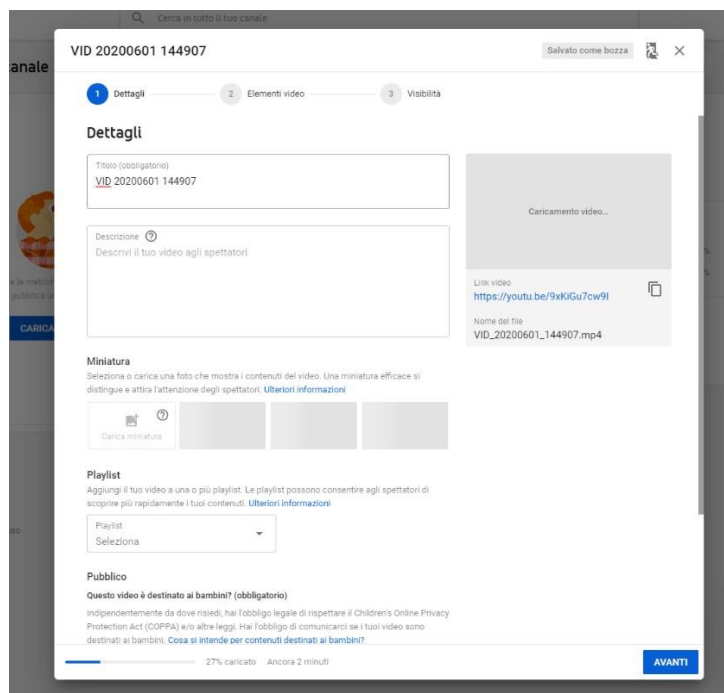 Cerca in tutto il tuo canale
VID 20200601 144907
Salvato come bozza
anale
1 Dettagli 2 Elementi video 3 Visibilità
Dettagli
Titolo (obbligatorio)
VID 20200601 144907
Caricamento video...
Descrizione
Descrivi il tuo video agli spettatori
Link video
https://youtu.be/9xKiGu7cw9I
Nome del file
VID_20200601_144907.mp4
e le metrich
pubblica un
CARICA
Miniatura
Seleziona o carica una foto che mostra i contenuti del video. Una miniatura efficace si
distingue e attira l'attenzione degli spettatori. Ulteriori informazioni
Carica miniatura
Playlist
Aggiungi il tuo video a una o più playlist. Le playlist possono consentire agli spettatori di
scoprire più rapidamente i tuoi contenuti. Ulteriori informazioni
Playlist
Seleziona
Pubblico
Questo video è destinato ai bambini? (obbligatorio)
Indipendentemente da dove risiedi, hai l'obbligo legale di rispettare il Children's Online Privacy
Protection Act (COPPA) e/o altre leggi. Hai l'obbligo di comunicarci se i tuoi video sono
destinati ai bambini. Cosa si intende per contenuti destinati ai bambini?
27% caricato Ancora 2 minuti
AVANTI